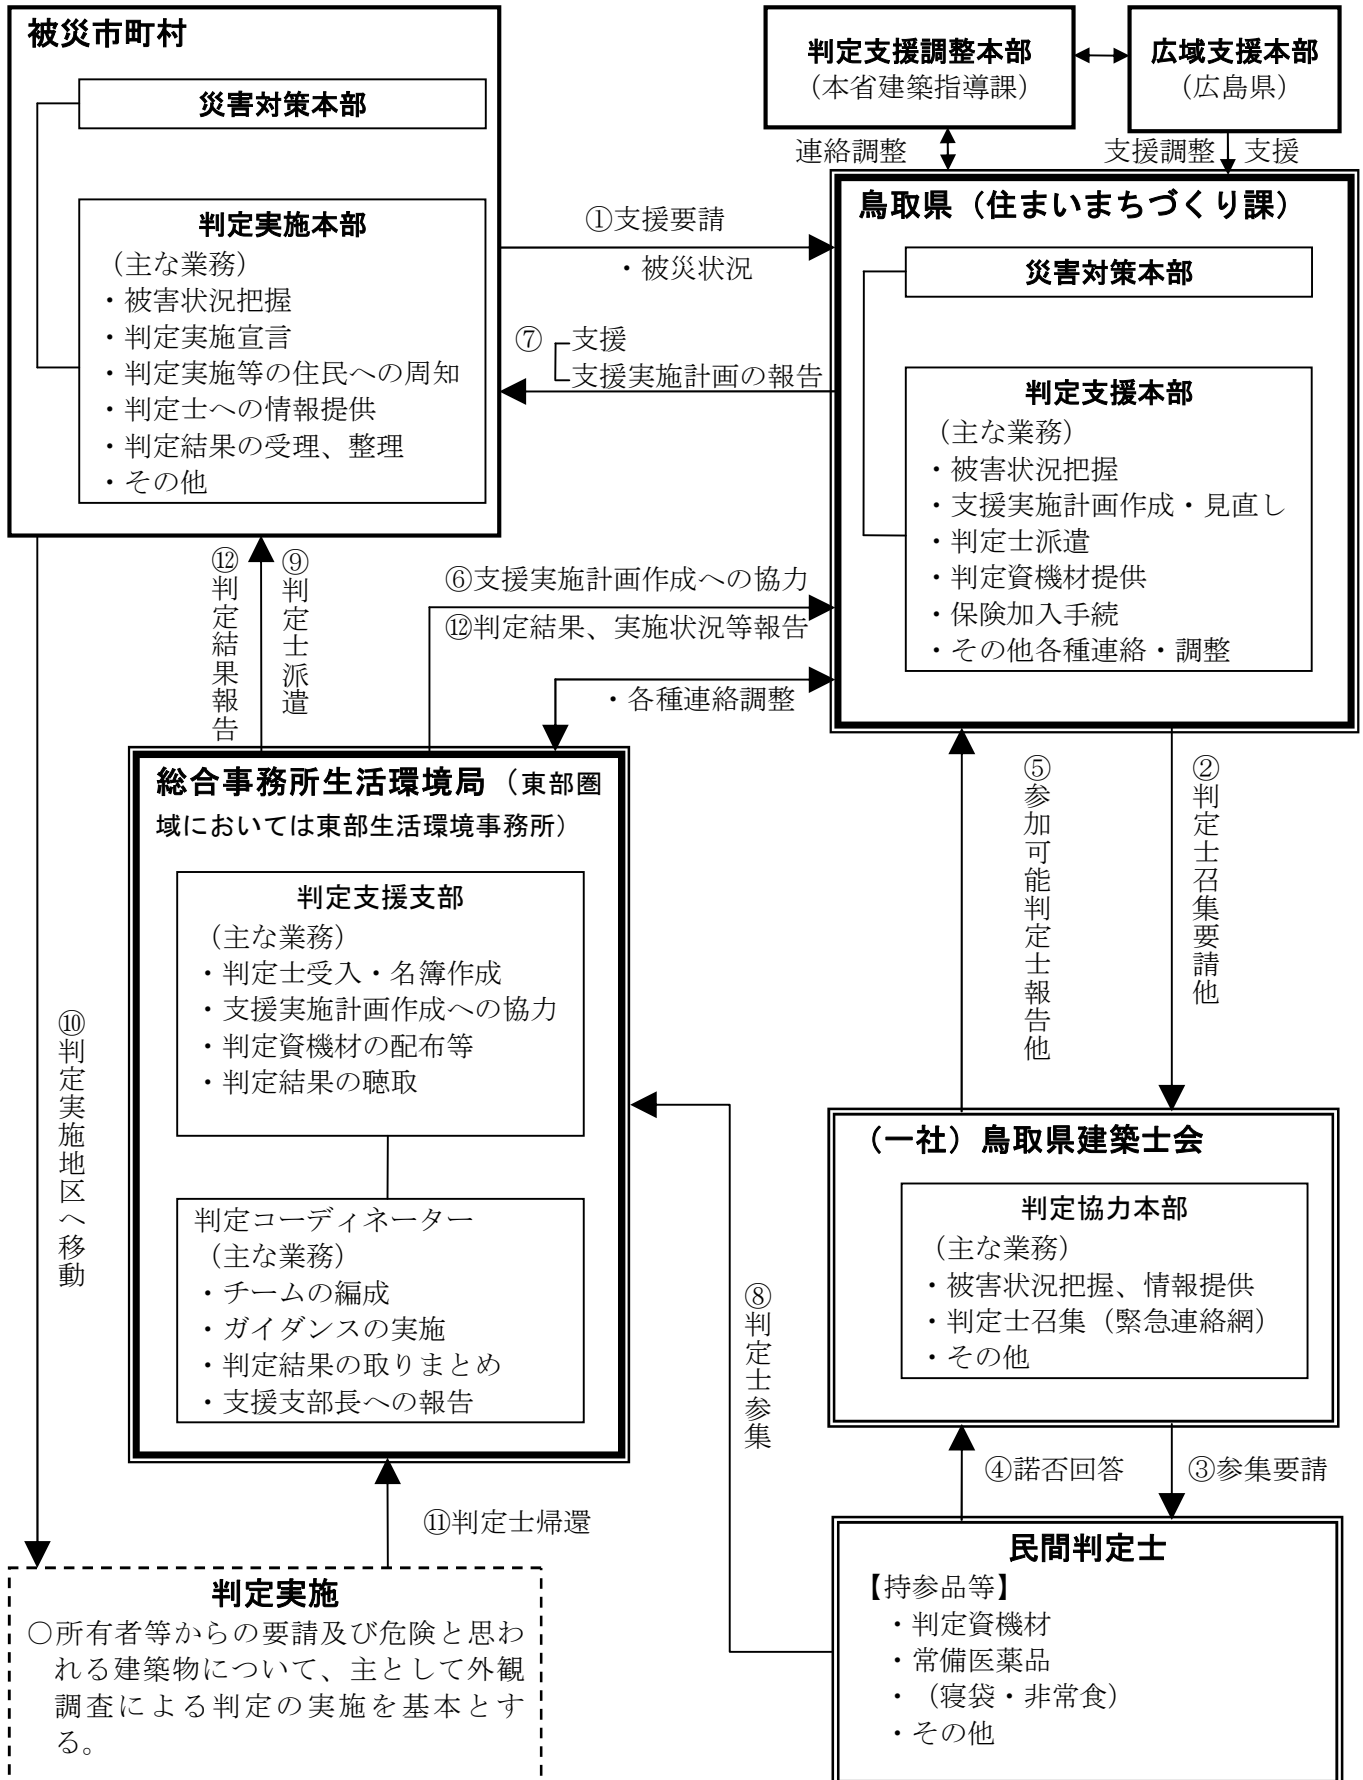 被災市町村
災害対策本部
判定実施本部
（主な業務）
・被害状況把握
・判定実施宣言
・判定実施等の住民への周知
・判定士への情報提供
・判定結果の受理、整理
・その他
判定支援調整本部
（本省建築指導課）
広域支援本部
（広島県）
連絡調整
支援調整
支援
①支援要請
・被災状況
⑦
支援
支援実施計画の報告
鳥取県（住まいまちづくり課）
災害対策本部
判定支援本部
（主な業務）
・被害状況把握
・支援実施計画作成・見直し
・判定士派遣
・判定資機材提供
・保険加入手続
・その他各種連絡・調整
⑫判定結果報告
⑨判定士派遣
⑥支援実施計画作成への協力
⑫判定結果、実施状況等報告
・各種連絡調整
総合事務所生活環境局（東部圏
域においては東部生活環境事務所）
判定支援支部
（主な業務）
・判定士受入・名簿作成
・支援実施計画作成への協力
・判定資機材の配布等
・判定結果の聴取
判定コーディネーター
（主な業務）
・チームの編成
・ガイダンスの実施
・判定結果の取りまとめ
・支援支部長への報告
⑤参加可能判定士報告他
②判定士召集要請他
⑩判定実施地区へ移動
（一社）鳥取県建築士会
判定協力本部
（主な業務）
・被害状況把握、情報提供
・判定士召集（緊急連絡網）
・その他
⑧判定士参集
④諾否回答
③参集要請
⑪判定士帰還
判定実施
○所有者等からの要請及び危険と思わ
れる建築物について、主として外観
調査による判定の実施を基本とす
る。
民間判定士
【持参品等】
・判定資機材
・常備医薬品
・（寝袋・非常食）
・その他